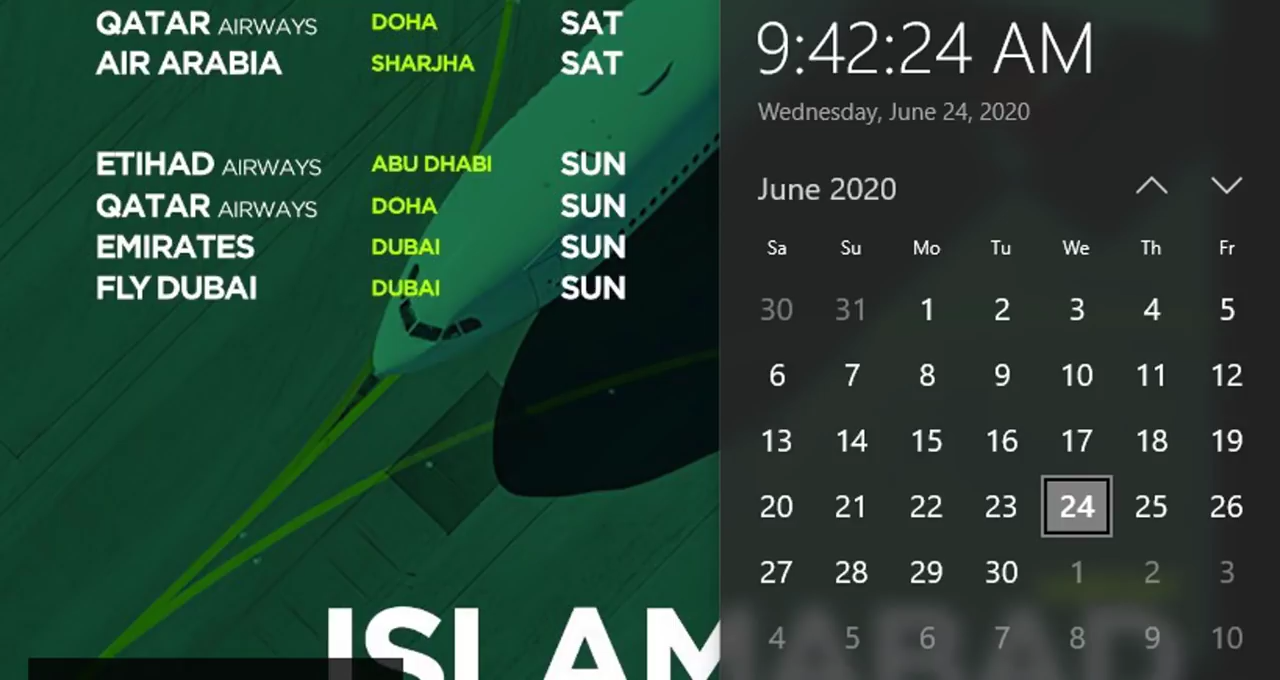 QATAR AIRWAYS DOHA SAT
AIR ARABIA SHARJHA SAT
ETIHAD AIRWAYS ABU DHABI SUN
QATAR AIRWAYS DOHA SUN
EMIRATES DUBAI SUN
FLY DUBAI DUBAI SUN
ISLAMABAD
9:42:24 AM
Wednesday, June 24, 2020
June 2020
Sa Su Mo Tu We Th Fr
30 31 1 2 3 4 5
6 7 8 9 10 11 12
13 14 15 16 17 18 19
20 21 22 23 24 25 26
27 28 29 30 1 2 3
4 5 6 7 8 9 10